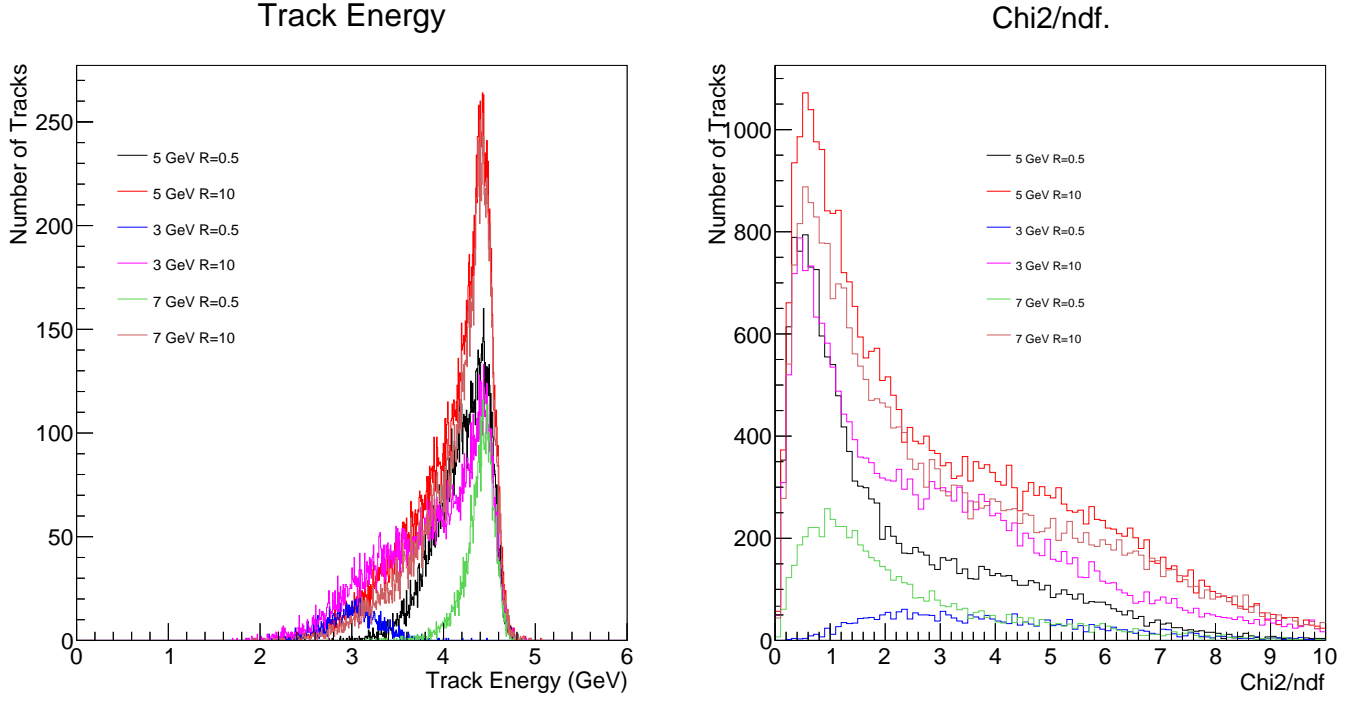 Track Energy
Number of Tracks
250
200
150
100
50
0
5 GeV R=0.5
5 GeV R=10
3 GeV R=0.5
3 GeV R=10
7 GeV R=0.5
7 GeV R=10
0 1 2 3 4 5 6
Track Energy (GeV)
Chi2/ndf.
Number of Tracks
1000
800
600
400
200
0
5 GeV R=0.5
5 GeV R=10
3 GeV R=0.5
3 GeV R=10
7 GeV R=0.5
7 GeV R=10
0 1 2 3 4 5 6 7 8 9 10
Chi2/ndf